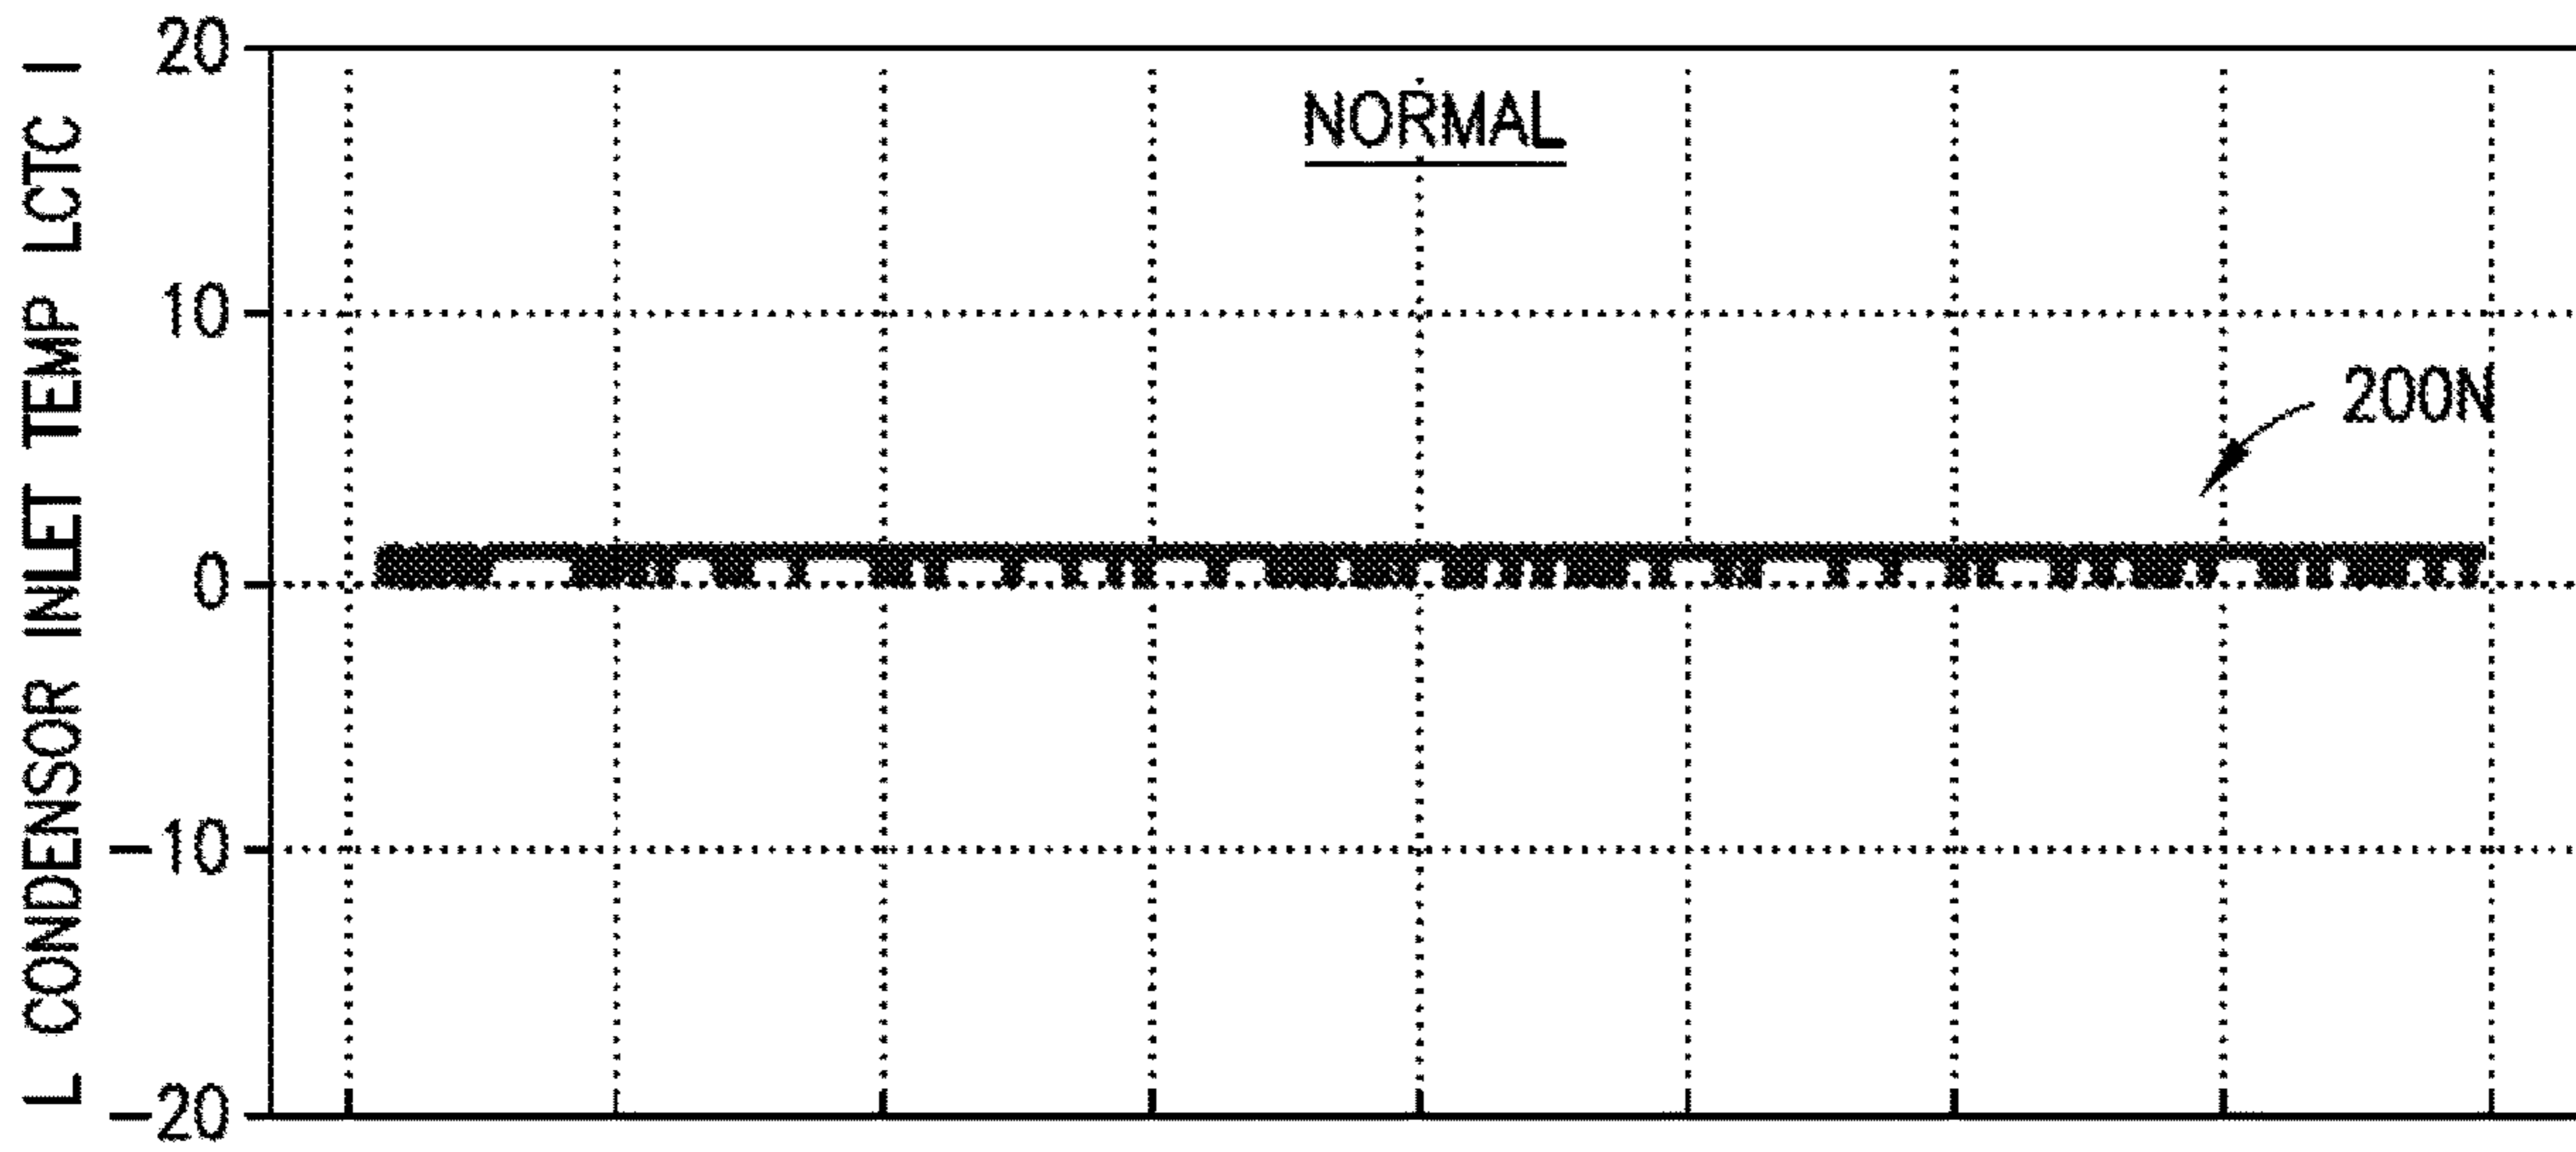 L CONDENSOR INLET TEMP LCTC I
20
10
0
-10
-20
NORMAL
200N